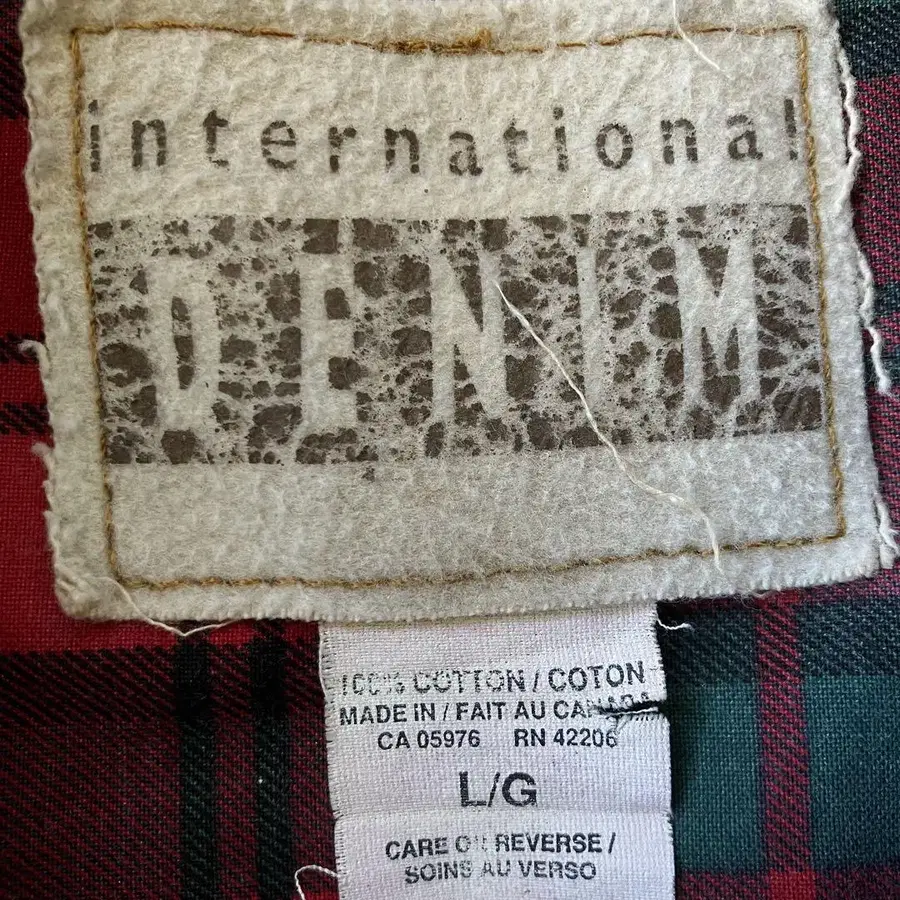 international
DENIM
100% COTTON / COTON
MADE IN / FAIT AU CANADA
CA 05976 RN 42206
L/G
CARE ON REVERSE /
SOINS AU VERSO